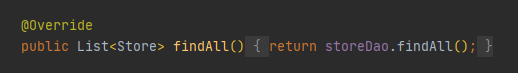 @Override
public List<Store> findAll() { return storeDao.findAll(); }